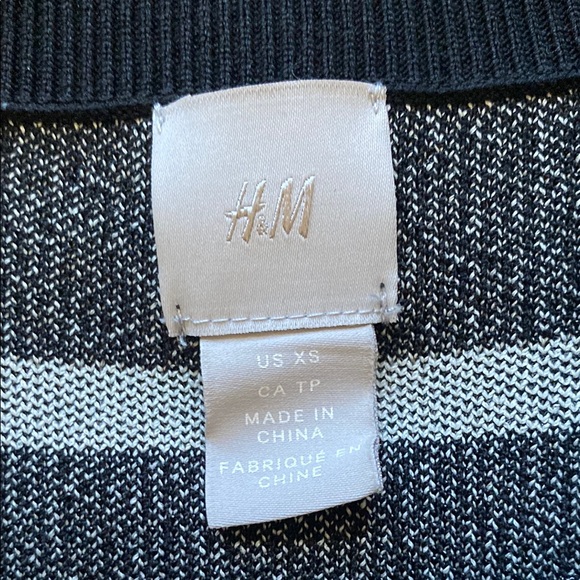 H&M
US XS
CA TP
MADE IN
CHINA
FABRIQUÉ EN
CHINE